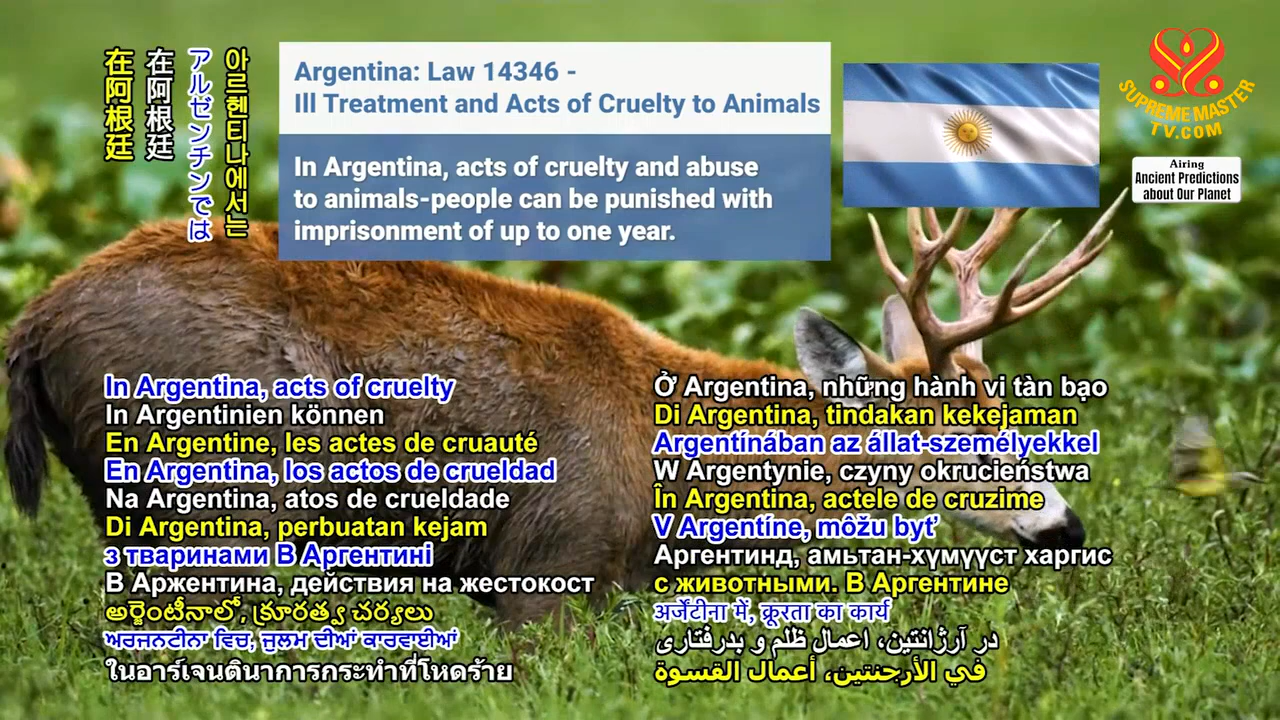 在阿根廷
在阿根廷
アルゼンチンでは
아르헨티나에서는
Argentina: Law 14346 -
Ill Treatment and Acts of Cruelty to Animals
In Argentina, acts of cruelty and abuse
to animals-people can be punished with
imprisonment of up to one year.
SUPREME MASTER
TV.COM
Airing
Ancient Predictions
about Our Planet
In Argentina, acts of cruelty
In Argentinien können
En Argentine, les actes de cruauté
En Argentina, los actos de crueldad
Na Argentina, atos de crueldade
Di Argentina, perbuatan kejam
з тваринами В Аргентині
В Аржентина, действия на жестокост
అర్జెంటీనాలో, క్రూరత్వ చర్యలు
ਅਰਜਨਟੀਨਾ ਵਿਚ, ਜ਼ੁਲਮ ਦੀਆਂ ਕਾਰਵਾਈਆਂ
ในอาร์เจนตินาการกระทำที่โหดร้าย
Ở Argentina, những hành vi tàn bạo
Di Argentina, tindakan kekejaman
Argentínában az állat-személyekkel
W Argentynie, czyny okrucieństwa
În Argentina, actele de cruzime
V Argentíne, môžu byť
Аргентинд, амьтан-хүмүүст харгис
с животными. В Аргентине
अर्जेंटीना में, क्रूरता का कार्य
در آرژانتین، اعمال ظلم و بدرفتاری
في الأرجنتين، أعمال القسوة